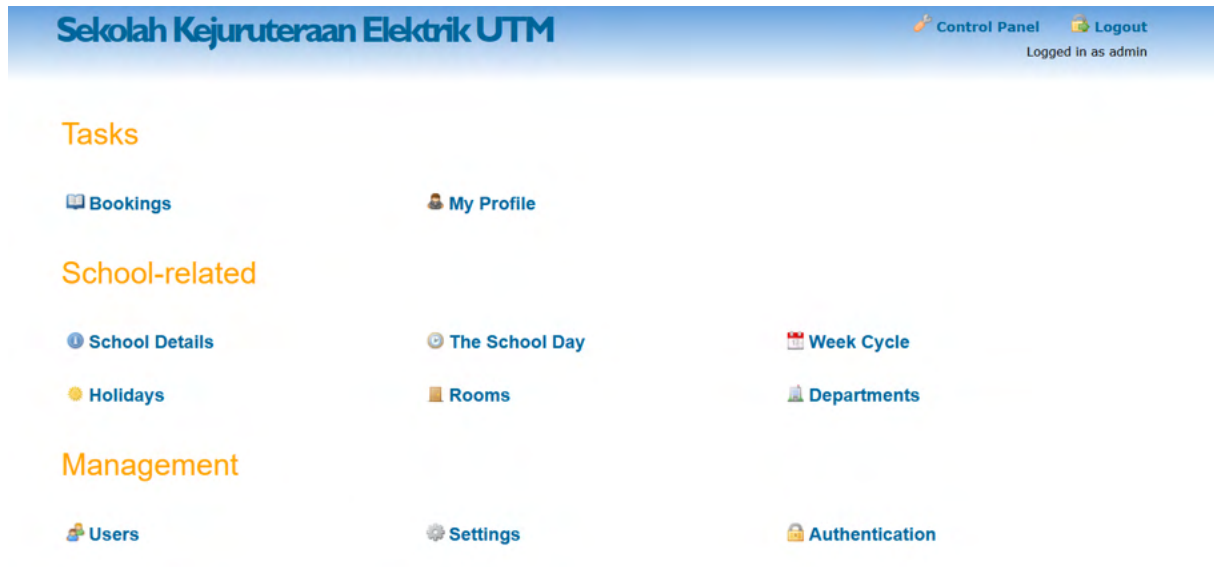 Sekolah Kejuruteraan Elektrik UTM
Control Panel Logout
Logged in as admin
Tasks
Bookings My Profile
School-related
School Details The School Day Week Cycle
Holidays Rooms Departments
Management
Users Settings Authentication